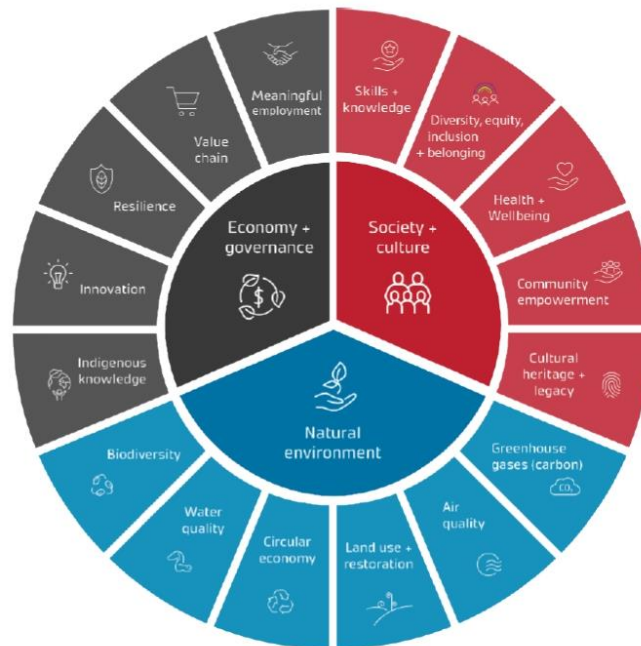 Economy +
governance
Society +
culture
Natural
environment
Skills +
knowledge
Diversity, equity,
inclusion
+ belonging
Health +
Wellbeing
Community
empowerment
Cultural
heritage +
legacy
Greenhouse
gases (carbon)
CO₂
Air
quality
Land use +
restoration
Circular
economy
Water
quality
Biodiversity
Indigenous
knowledge
Innovation
Resilience
Value
chain
Meaningful
employment
$